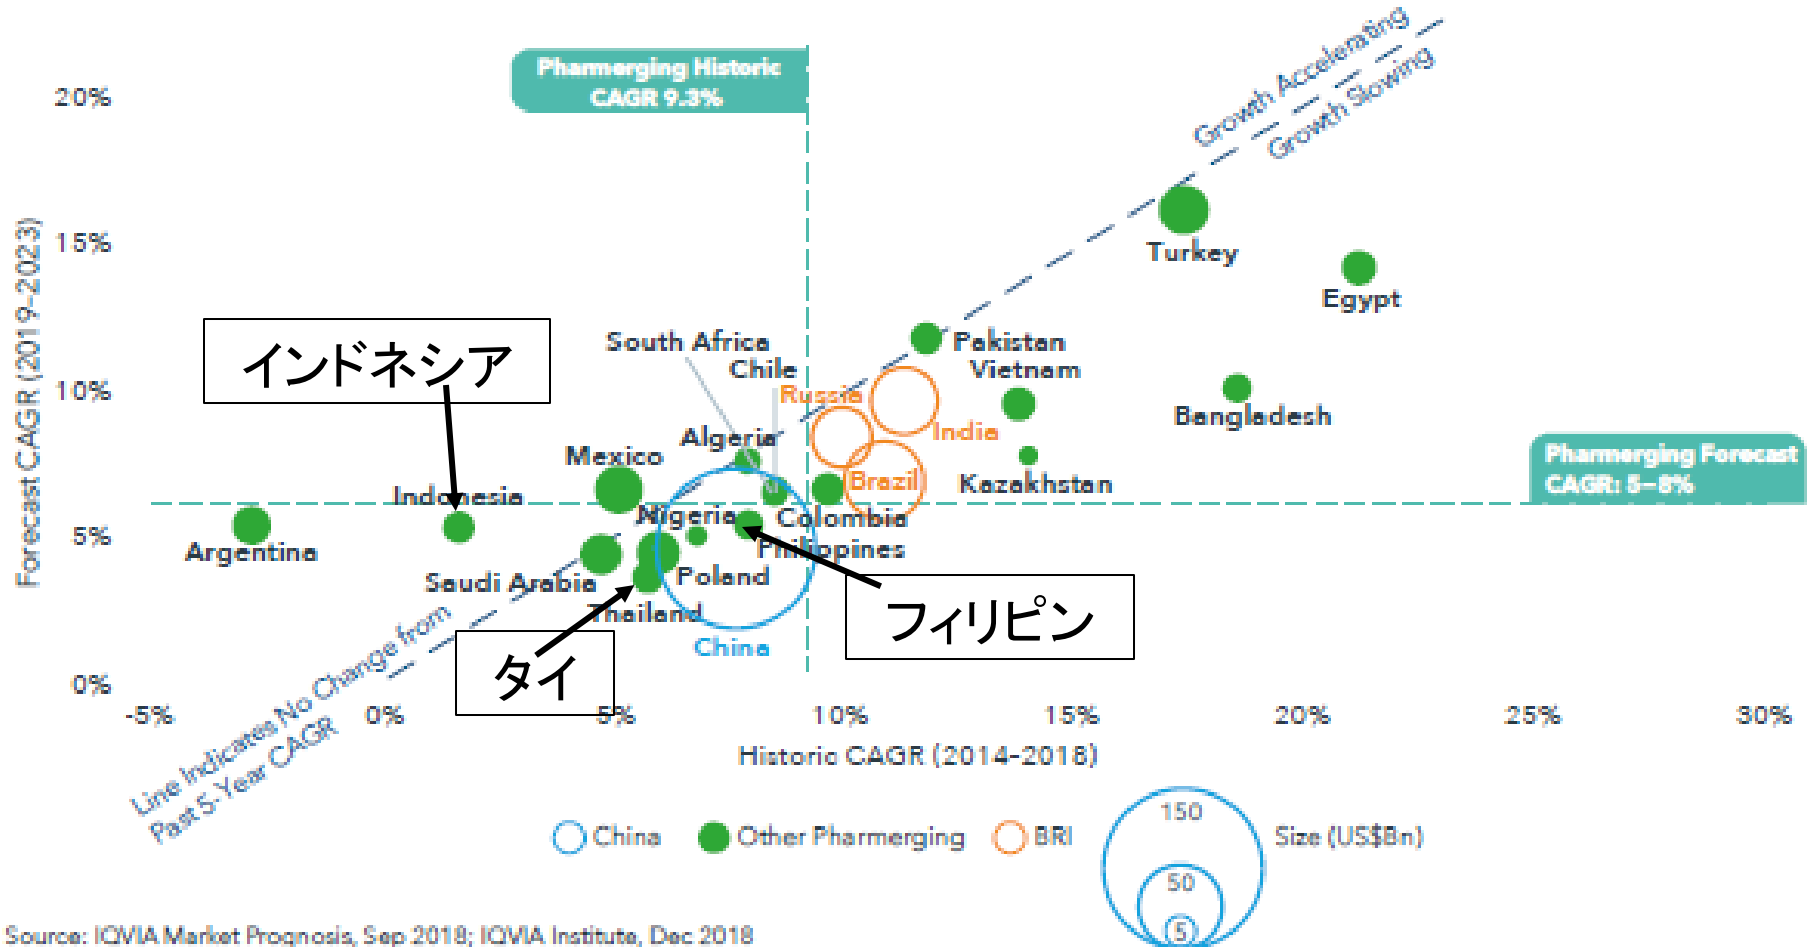 Pharmerging Historic
CAGR 9.3%
Growth Accelerating
Growth Slowing
20%
15%
10%
5%
0%
Forecast CAGR (2019-2023)
Turkey
Egypt
South Africa
Pakistan
インドネシア
Chile
Vietnam
Russia
Bangladesh
Algeria
India
Mexico
Pharmerging Forecast
CAGR: 5–8%
Brazil
Kazakhstan
Indonesia
Nigeria
Colombia
Argentina
Philippines
Saudi Arabia
Poland
Thailand
フィリピン
China
タイ
Line Indicates No Change from
Past 5-Year CAGR
-5%
0%
5%
10%
15%
20%
25%
30%
Historic CAGR (2014-2018)
China
Other Pharmerging
BRI
150
50
5
Size (US$Bn)
Source: IQVIA Market Prognosis, Sep 2018; IQVIA Institute, Dec 2018